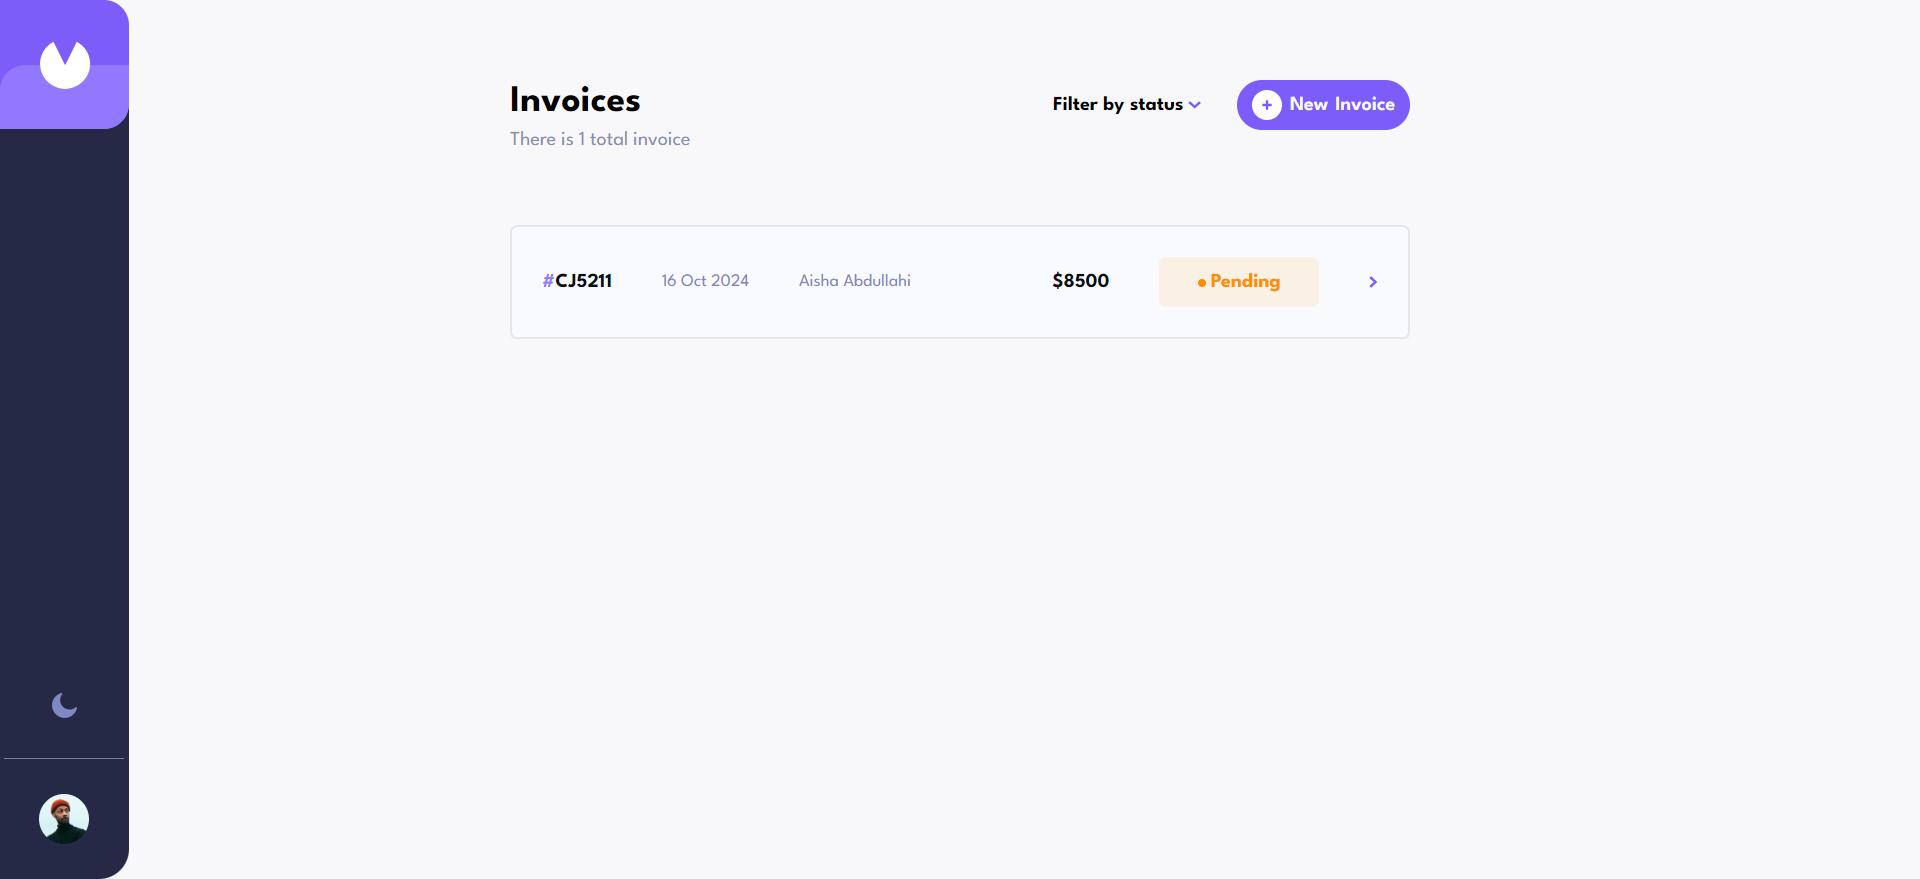 Invoices
There is 1 total invoice
Filter by status
+ New Invoice
#CJ5211 16 Oct 2024 Aisha Abdullahi $8500 Pending